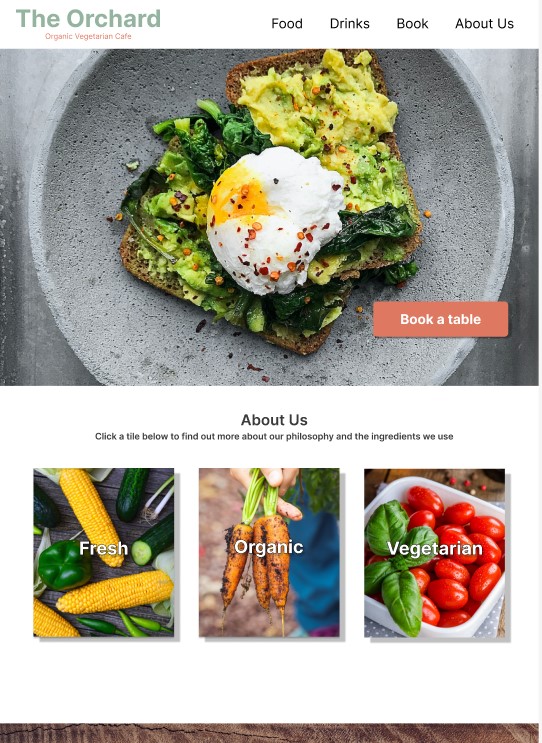 The Orchard
Organic Vegetarian Cafe
Food Drinks Book About Us
Book a table
About Us
Click a tile below to find out more about our philosophy and the ingredients we use
Fresh Organic Vegetarian